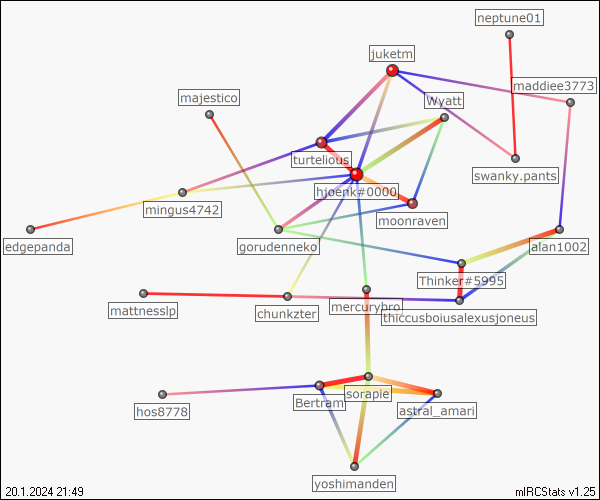 neptune01
juketm
maddiee3773
majestico
Wyatt
turtelious
swanky.pants
hjoenk#0000
mingus4742
moonraven
edgepanda
gorudenneko
alan1002
Thinker#5995
mattnesslp
mercurybro
chunkzter
thiccusboiusalexusjoneus
sorapie
Bertram
hos8778
astral_amari
yoshimanden
20.1.2024 21:49
mIRCStats v1.25